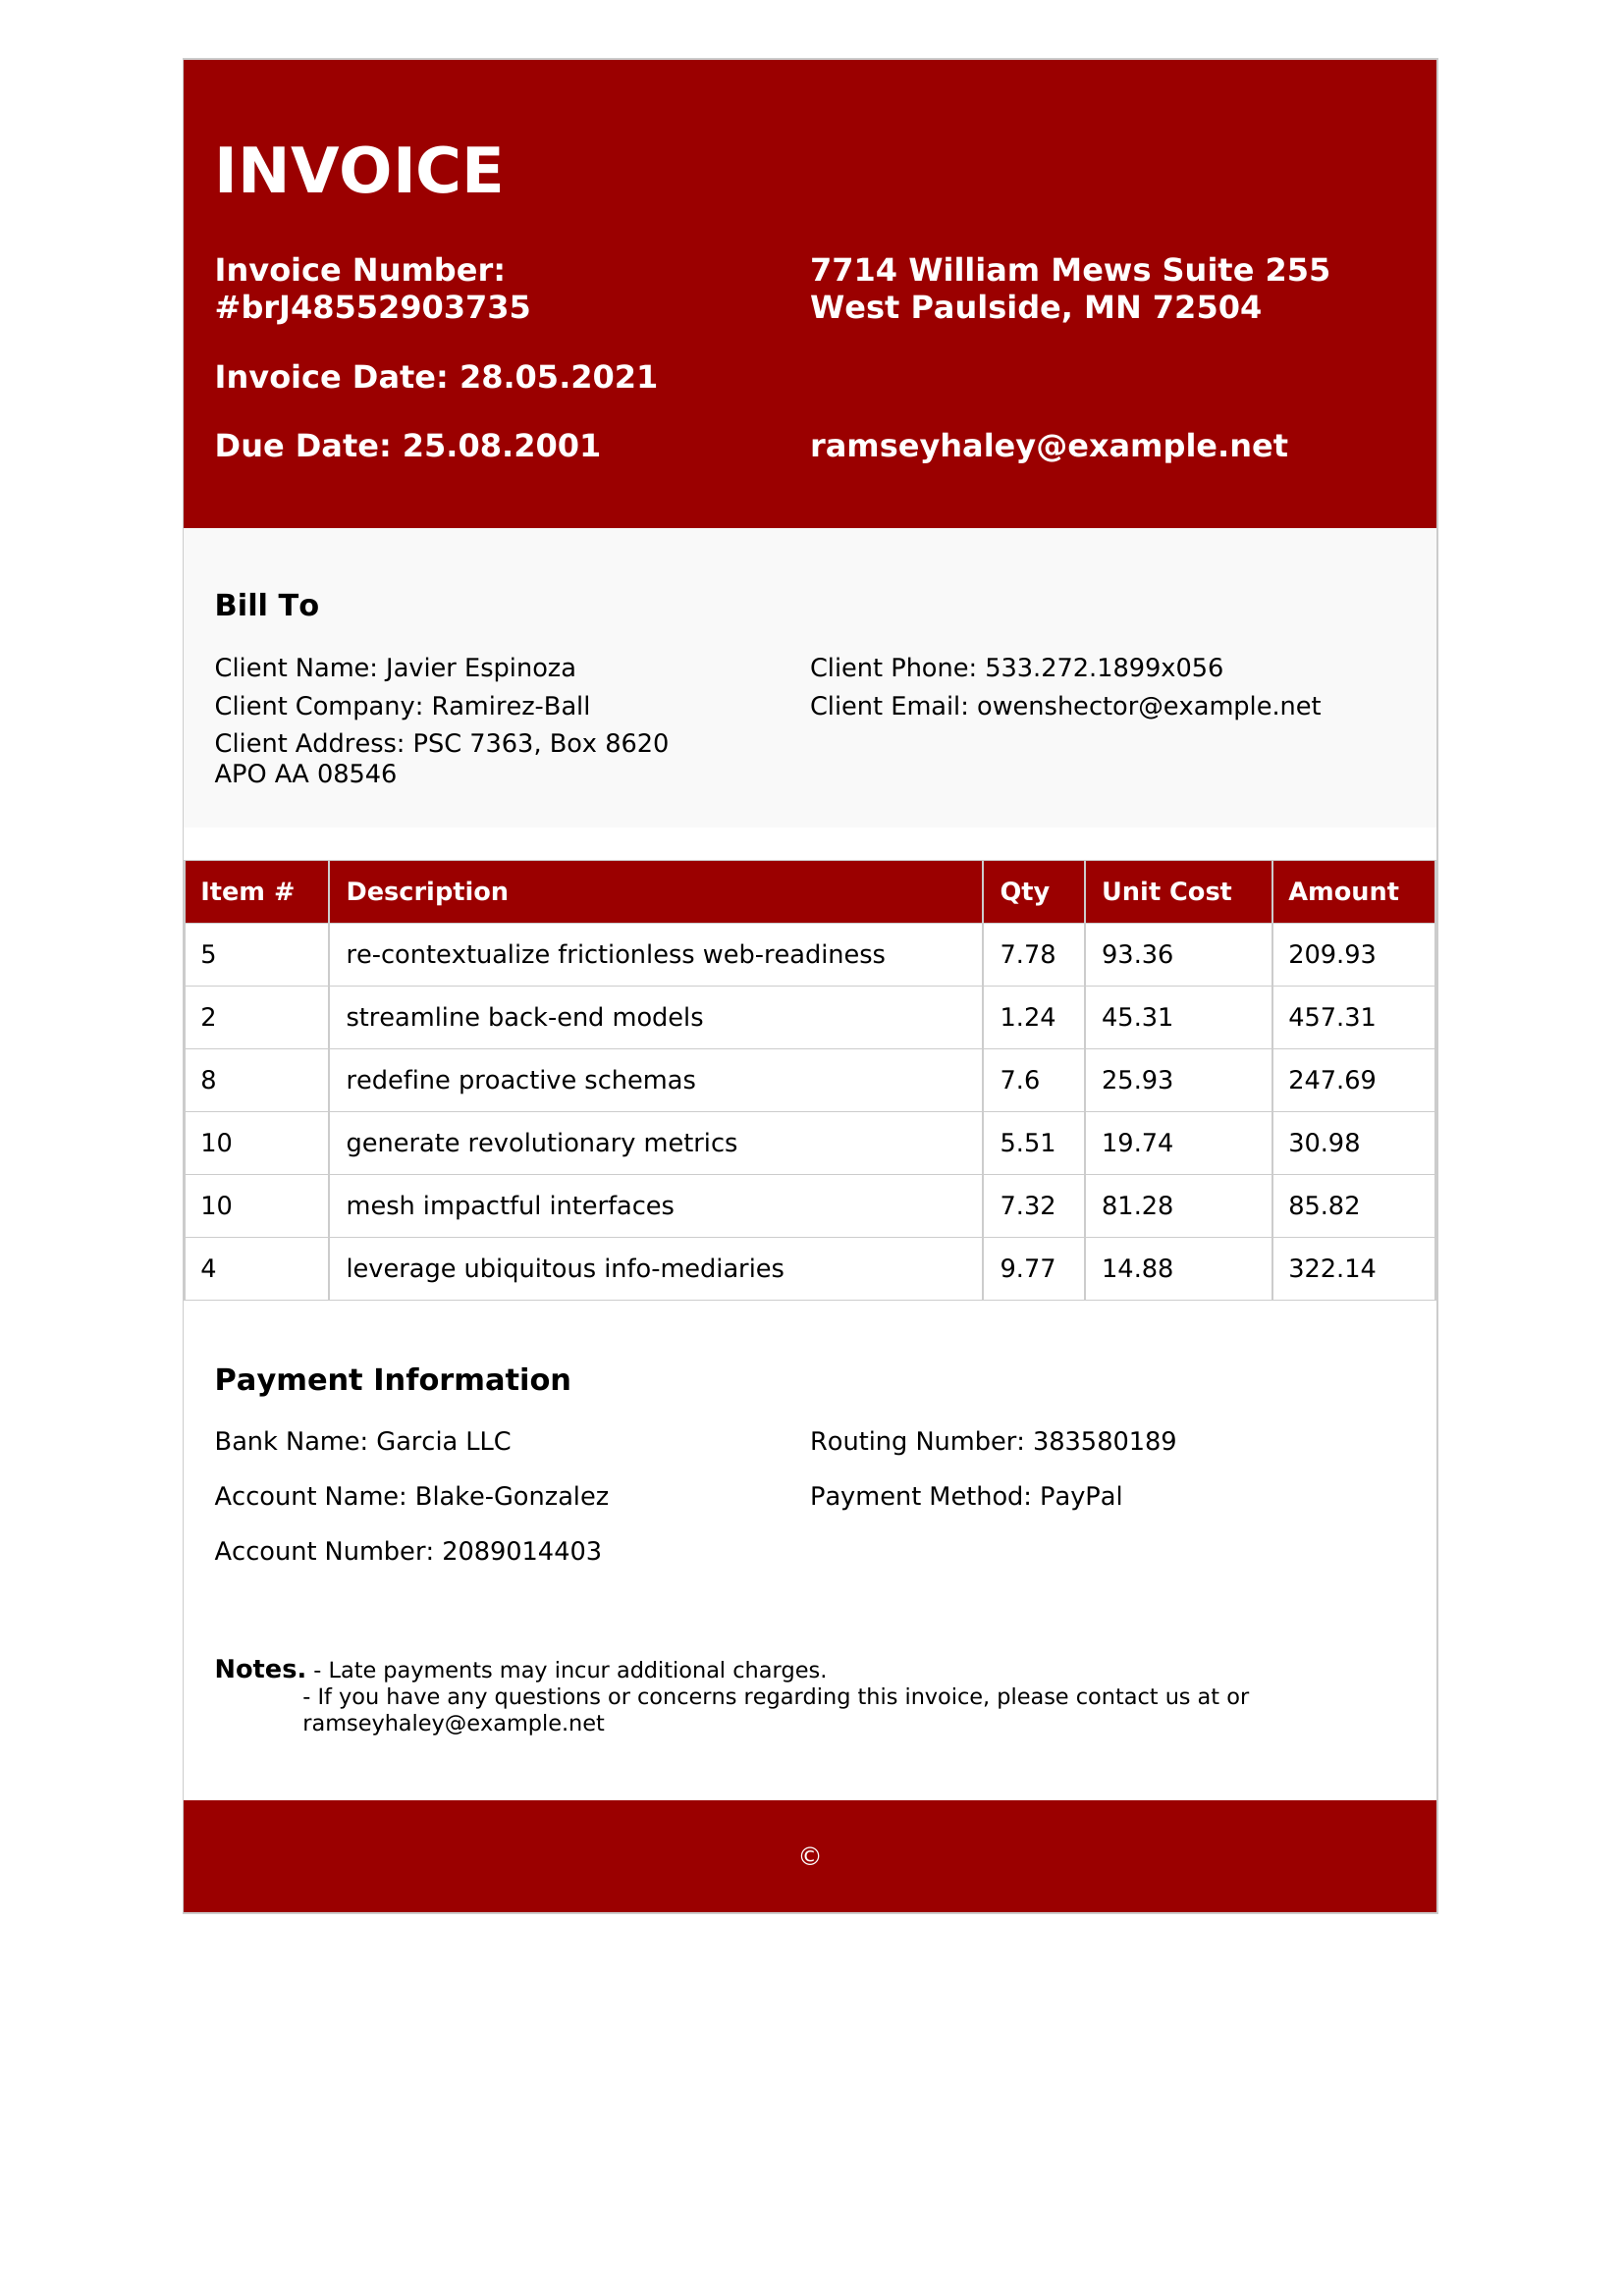 INVOICE
Invoice Number:
#brJ48552903735
7714 William Mews Suite 255
West Paulside, MN 72504
Invoice Date: 28.05.2021
Due Date: 25.08.2001
ramseyhaley@example.net
Bill To
Client Name: Javier Espinoza
Client Company: Ramirez-Ball
Client Address: PSC 7363, Box 8620
APO AA 08546
Client Phone: 533.272.1899x056
Client Email: owenshector@example.net
Item # Description Qty Unit Cost Amount
5 re-contextualize frictionless web-readiness 7.78 93.36 209.93
2 streamline back-end models 1.24 45.31 457.31
8 redefine proactive schemas 7.6 25.93 247.69
10 generate revolutionary metrics 5.51 19.74 30.98
10 mesh impactful interfaces 7.32 81.28 85.82
4 leverage ubiquitous info-mediaries 9.77 14.88 322.14
Payment Information
Bank Name: Garcia LLC
Account Name: Blake-Gonzalez
Account Number: 2089014403
Routing Number: 383580189
Payment Method: PayPal
Notes. - Late payments may incur additional charges.
- If you have any questions or concerns regarding this invoice, please contact us at or
ramseyhaley@example.net
©